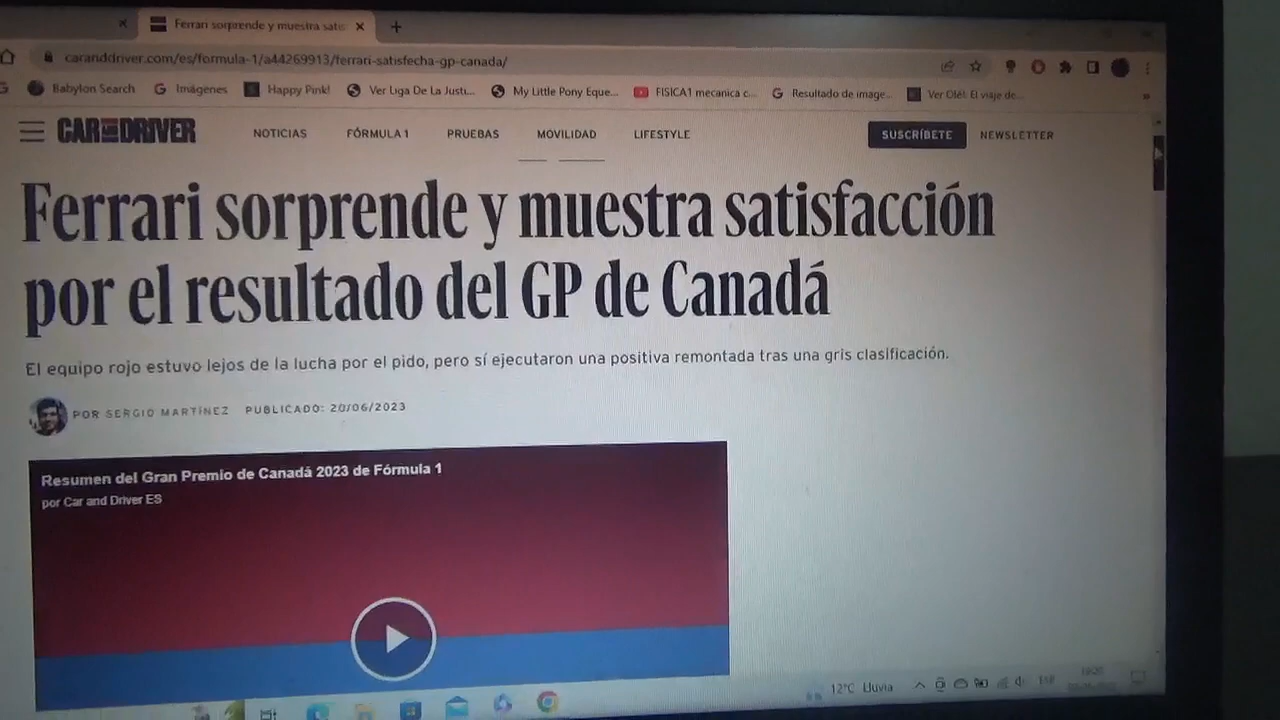 Ferrari sorprende y muestra satis
caranddriver.com/es/formula-1/a44269913/ferrari-satisfecha-gp-canada/
Babylon Search
Imágenes
Happy Pink!
Ver Liga De La Justi...
My Little Pony Eque...
FISICA1 mecanica c...
Resultado de image...
Ver Olé!: El viaje de...
CAR AND DRIVER
NOTICIAS
FÓRMULA 1
PRUEBAS
MOVILIDAD
LIFESTYLE
SUSCRÍBETE
NEWSLETTER
Ferrari sorprende y muestra satisfacción
por el resultado del GP de Canadá
El equipo rojo estuvo lejos de la lucha por el pido, pero sí ejecutaron una positiva remontada tras una gris clasificación.
POR SERGIO MARTÍNEZ PUBLICADO: 20/06/2023
Resumen del Gran Premio de Canadá 2023 de Fórmula 1
por Car and Driver ES
12°C Lluvia
ESP